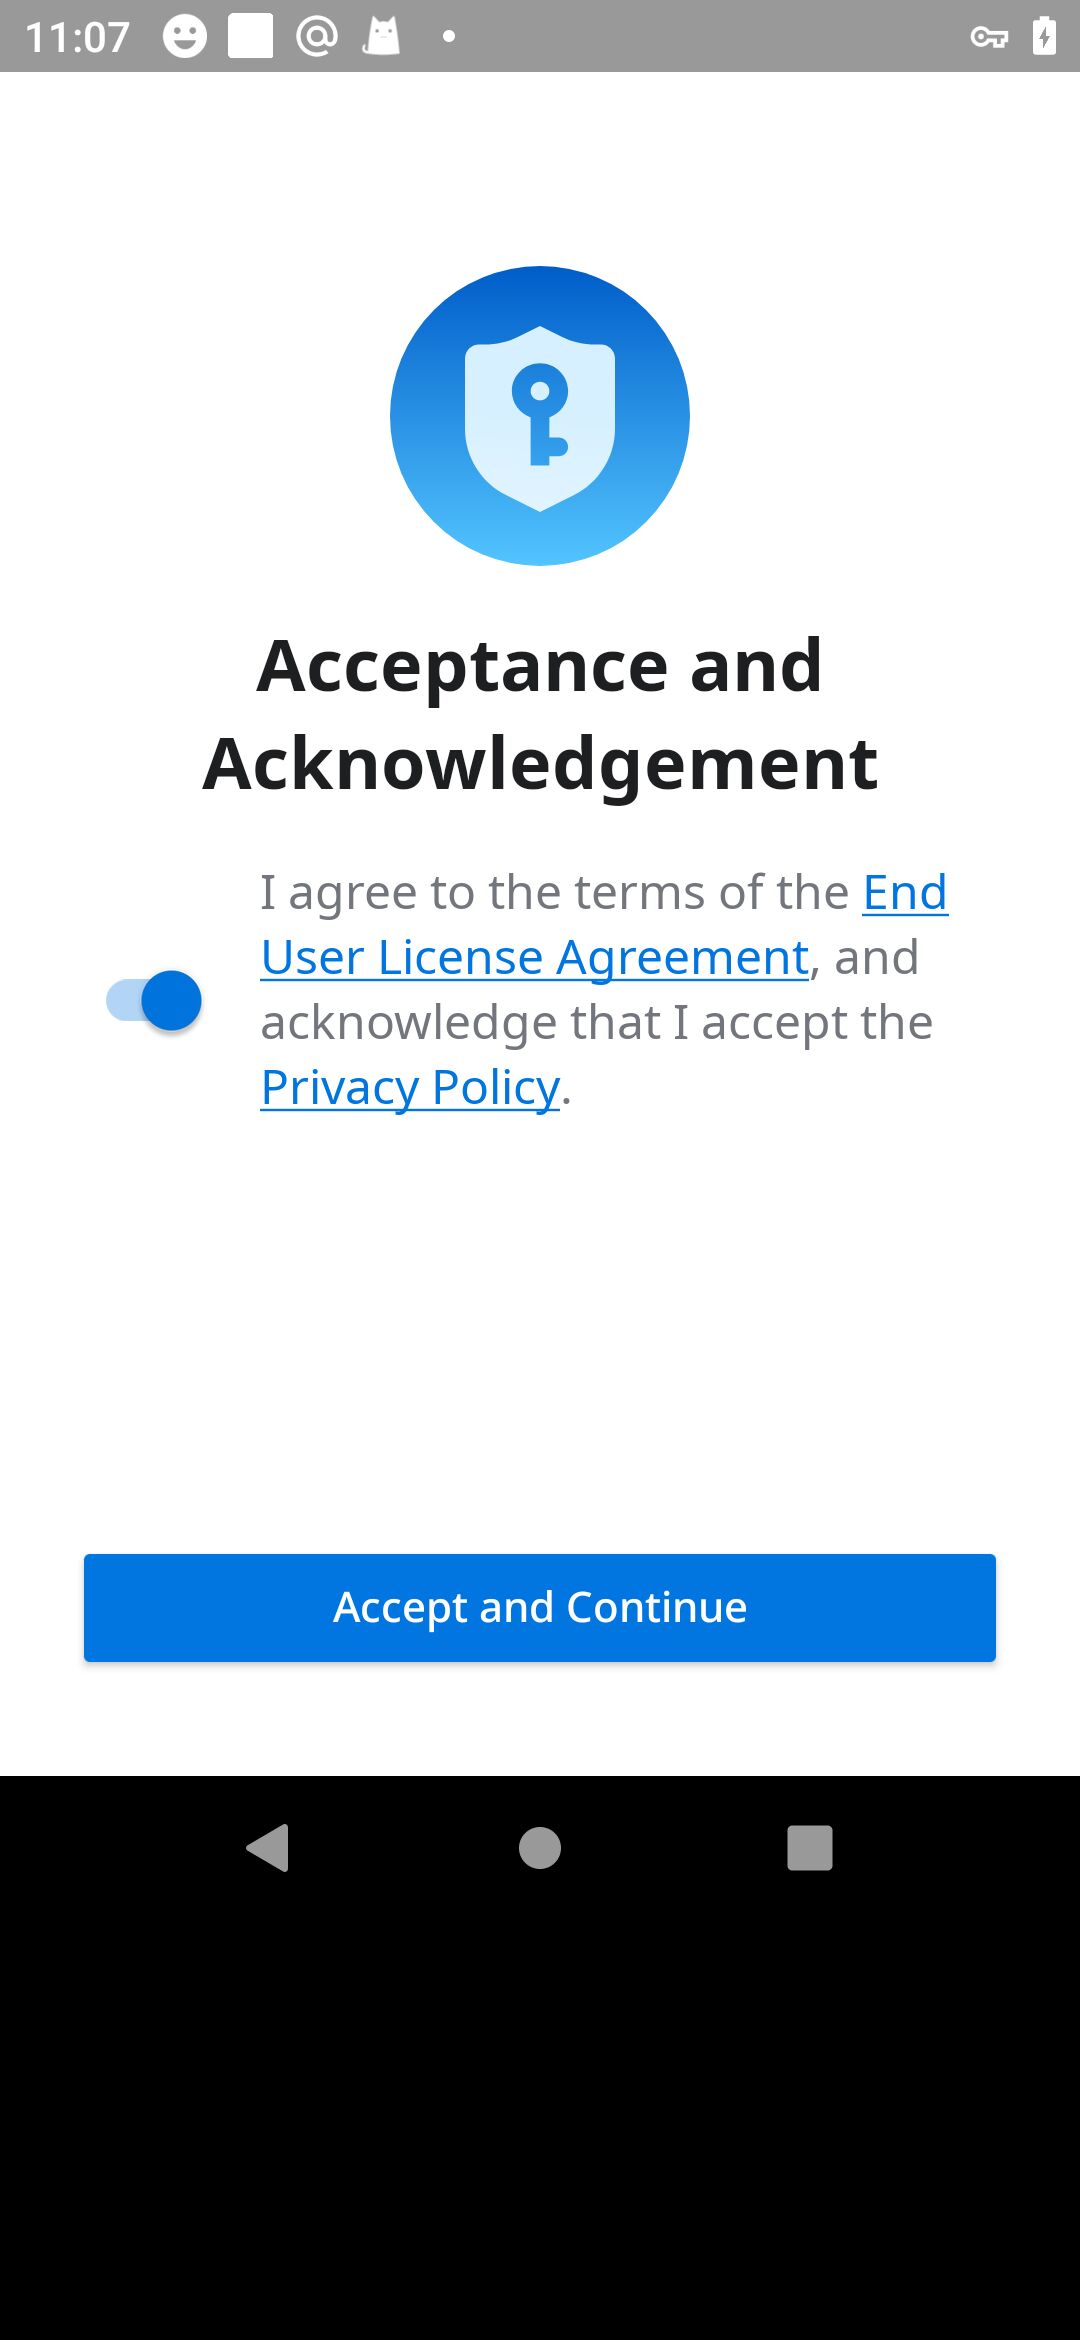 11:07
Acceptance and
Acknowledgement
I agree to the terms of the End
User License Agreement, and
acknowledge that I accept the
Privacy Policy.
Accept and Continue